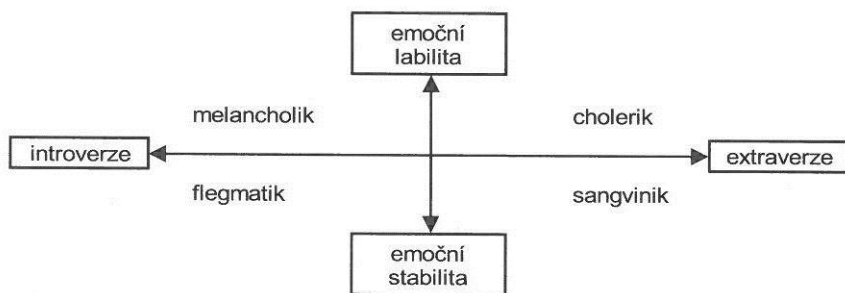 emoční
labilita
melancholik
cholerik
introverze
extraverze
flegmatik
sangvinik
emoční
stabilita